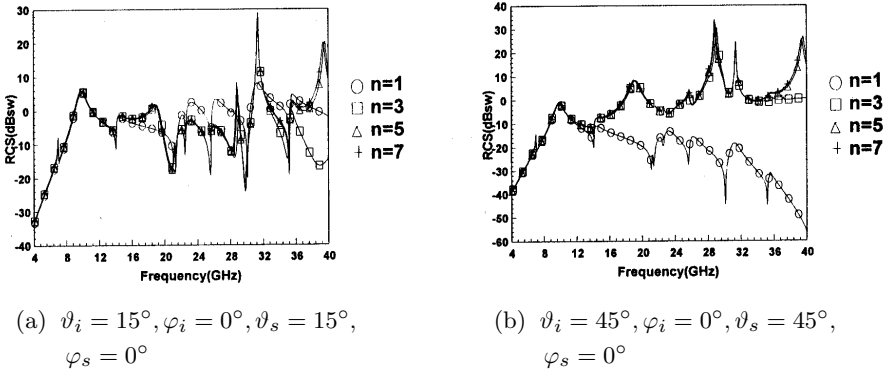 40
30
20
10
0
-10
-20
-30
-40
RCS(dBsw)
4 8 12 16 20 24 28 32 36 40
Frequency(GHz)
n=1
n=3
n=5
n=7
(a) ϑi = 15°, φi = 0°, ϑs = 15°,
φs = 0°
40
30
20
10
0
-10
-20
-30
-40
-50
-60
RCS(dBsw)
4 8 12 16 20 24 28 32 36 40
Frequency(GHz)
n=1
n=3
n=5
n=7
(b) ϑi = 45°, φi = 0°, ϑs = 45°,
φs = 0°